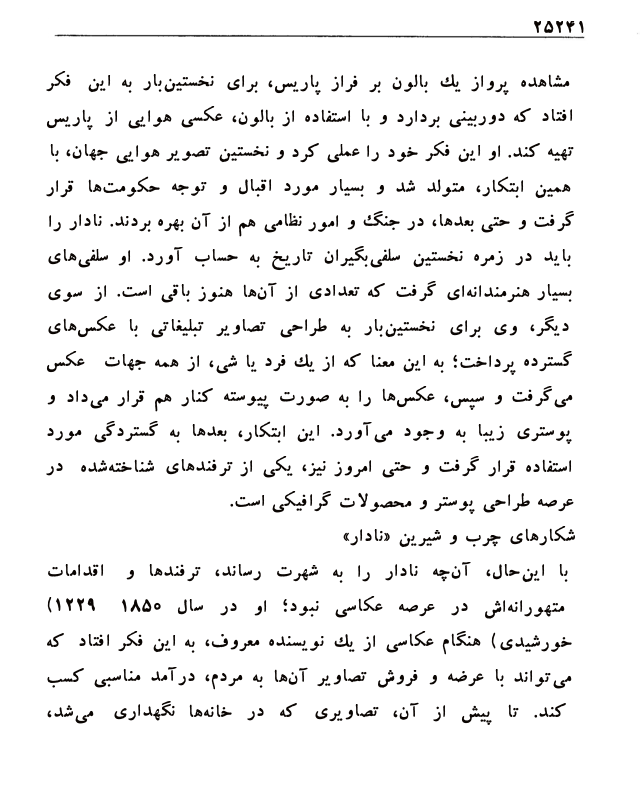 ۲۵۲۴۱
مشاهده پرواز یك بالون بر فراز پاریس، برای نخستین‌بار به این فکر
افتاد که دوربینی بردارد و با استفاده از بالون، عکسی هوایی از پاریس
تهیه کند. او این فکر خود را عملی کرد و نخستین تصویر هوایی جهان، با
همین ابتکار، متولد شد و بسیار مورد اقبال و توجه حکومت‌ها قرار
گرفت و حتی بعدها، در جنگ و امور نظامی هم از آن بهره بردند. نادار را
باید در زمره نخستین سلفی‌بگیران تاریخ به حساب آورد. او سلفی‌های
بسیار هنرمندانه‌ای گرفت که تعدادی از آن‌ها هنوز باقی است. از سوی
دیگر، وی برای نخستین‌بار به طراحی تصاویر تبلیغاتی با عکس‌های
گسترده پرداخت؛ به این معنا که از یك فرد یا شی، از همه جهات عکس
می‌گرفت و سپس، عکس‌ها را به صورت پیوسته کنار هم قرار می‌داد و
پوستری زیبا به وجود می‌آورد. این ابتکار، بعدها به گستردگی مورد
استفاده قرار گرفت و حتی امروز نیز، یکی از ترفندهای شناخته‌شده در
عرصه طراحی پوستر و محصولات گرافیکی است.
شکارهای چرب و شیرین «نادار»
با این‌حال، آن‌چه نادار را به شهرت رساند، ترفندها و اقدامات
متهورانه‌اش در عرصه عکاسی نبود؛ او در سال ۱۸۵۰ ۱۲۲۹)
خورشیدی) هنگام عکاسی از یك نویسنده معروف، به این فکر افتاد که
می‌تواند با عرضه و فروش تصاویر آن‌ها به مردم، درآمد مناسبی کسب
کند. تا پیش از آن، تصاویری که در خانه‌ها نگهداری می‌شد،